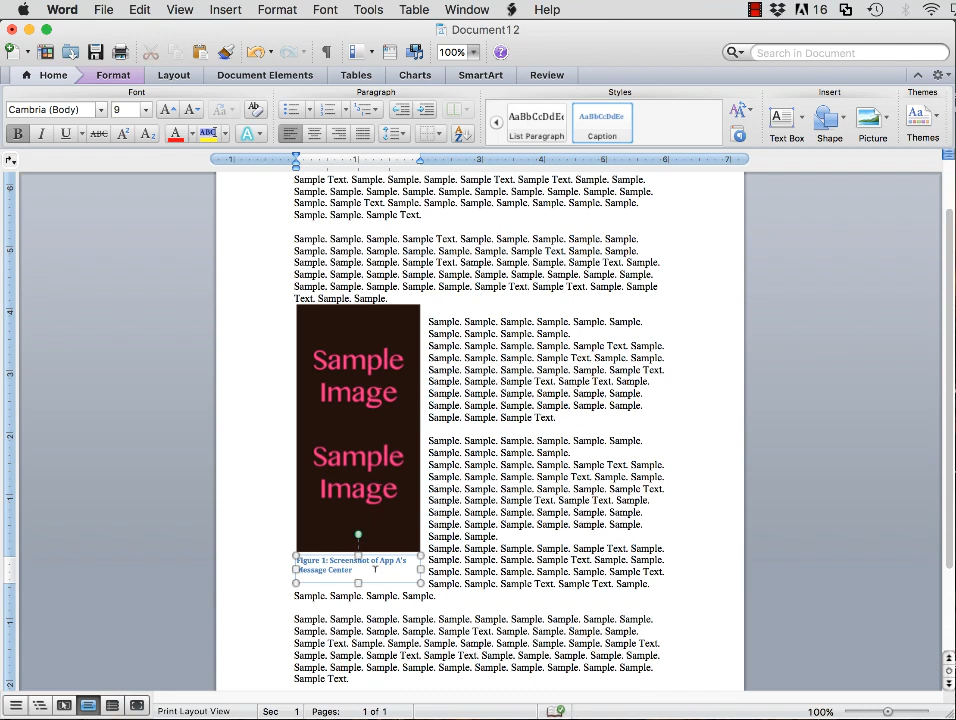 Word File Edit View Insert Format Font Tools Table Window Help 16
Document12
100% Search in Document
Home Format Layout Document Elements Tables Charts SmartArt Review
Font Paragraph Styles Insert Themes
Cambria (Body) 9 A A Aa
AaBbCcDdEe AaBbCcDdEe
List Paragraph Caption Text Box Shape Picture Themes
B I U ABC A² A₂ A ABC A
Sample Text. Sample. Sample. Sample. Sample Text. Sample Text. Sample. Sample.
Sample. Sample. Sample. Sample. Sample. Sample. Sample. Sample. Sample. Sample.
Sample. Sample Text. Sample. Sample. Sample. Sample. Sample. Sample. Sample.
Sample. Sample. Sample Text.
Sample. Sample. Sample. Sample Text. Sample. Sample. Sample. Sample. Sample.
Sample. Sample. Sample. Sample. Sample. Sample. Sample Text. Sample. Sample.
Sample. Sample. Sample. Sample Text. Sample. Sample. Sample. Sample Text. Sample.
Sample. Sample. Sample. Sample. Sample. Sample. Sample. Sample. Sample. Sample.
Sample. Sample. Sample. Sample. Sample. Sample Text. Sample Text. Sample. Sample
Text. Sample. Sample.
Sample
Image
Sample
Image
Figure 1: Screenshot of App A's
Message Center
Sample. Sample. Sample. Sample. Sample. Sample.
Sample. Sample. Sample. Sample.
Sample. Sample. Sample. Sample. Sample Text. Sample.
Sample. Sample. Sample. Sample Text. Sample. Sample.
Sample. Sample. Sample. Sample. Sample. Sample Text.
Sample. Sample. Sample Text. Sample Text. Sample.
Sample. Sample. Sample. Sample. Sample. Sample.
Sample. Sample. Sample. Sample. Sample. Sample.
Sample. Sample. Sample Text.
Sample. Sample. Sample. Sample. Sample. Sample.
Sample. Sample. Sample. Sample.
Sample. Sample. Sample. Sample. Sample Text. Sample.
Sample. Sample. Sample. Sample Text. Sample. Sample.
Sample. Sample. Sample. Sample. Sample. Sample Text.
Sample. Sample. Sample Text. Sample Text. Sample.
Sample. Sample. Sample. Sample. Sample. Sample.
Sample. Sample. Sample. Sample. Sample. Sample.
Sample. Sample.
Sample. Sample. Sample. Sample. Sample Text. Sample.
Sample. Sample. Sample. Sample Text. Sample. Sample.
Sample. Sample. Sample. Sample. Sample. Sample Text.
Sample. Sample. Sample Text. Sample Text. Sample.
Sample. Sample. Sample. Sample.
Sample. Sample. Sample. Sample. Sample. Sample. Sample. Sample. Sample. Sample.
Sample. Sample. Sample. Sample. Sample Text. Sample. Sample. Sample. Sample.
Sample Text. Sample. Sample. Sample. Sample. Sample. Sample. Sample. Sample Text.
Sample. Sample. Sample Text. Sample Text. Sample. Sample. Sample. Sample. Sample.
Sample. Sample. Sample. Sample. Sample. Sample. Sample. Sample. Sample. Sample.
Sample Text.
Print Layout View Sec 1 Pages: 1 of 1 100%